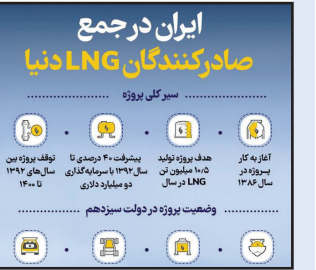 ایران در جمع
صادرکنندگان LNG دنیا
سیر کلی پروژه
آغاز به کار
پروژه در
سال ۱۳۸۶
هدف پروژه تولید
۱۰/۵ میلیون تن
LNG در سال
پیشرفت ۴۰ درصدی تا
سال ۱۳۹۲ با سرمایه‌گذاری
دو میلیارد دلاری
توقف پروژه بین
سال‌های ۱۳۹۲
تا ۱۴۰۰
وضعیت پروژه در دولت سیزدهم